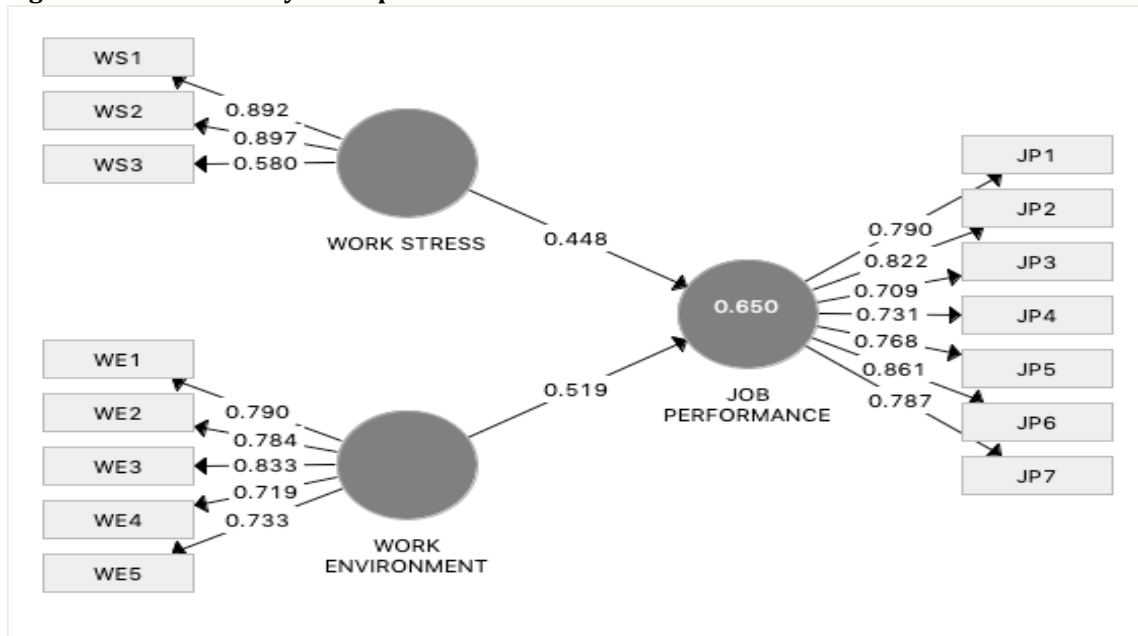 WS1
WS2
WS3
0.892
0.897
0.580
WORK STRESS
0.448
WE1
WE2
WE3
WE4
WE5
0.790
0.784
0.833
0.719
0.733
WORK
ENVIRONMENT
0.519
0.650
JOB
PERFORMANCE
0.790
0.822
0.709
0.731
0.768
0.861
0.787
JP1
JP2
JP3
JP4
JP5
JP6
JP7